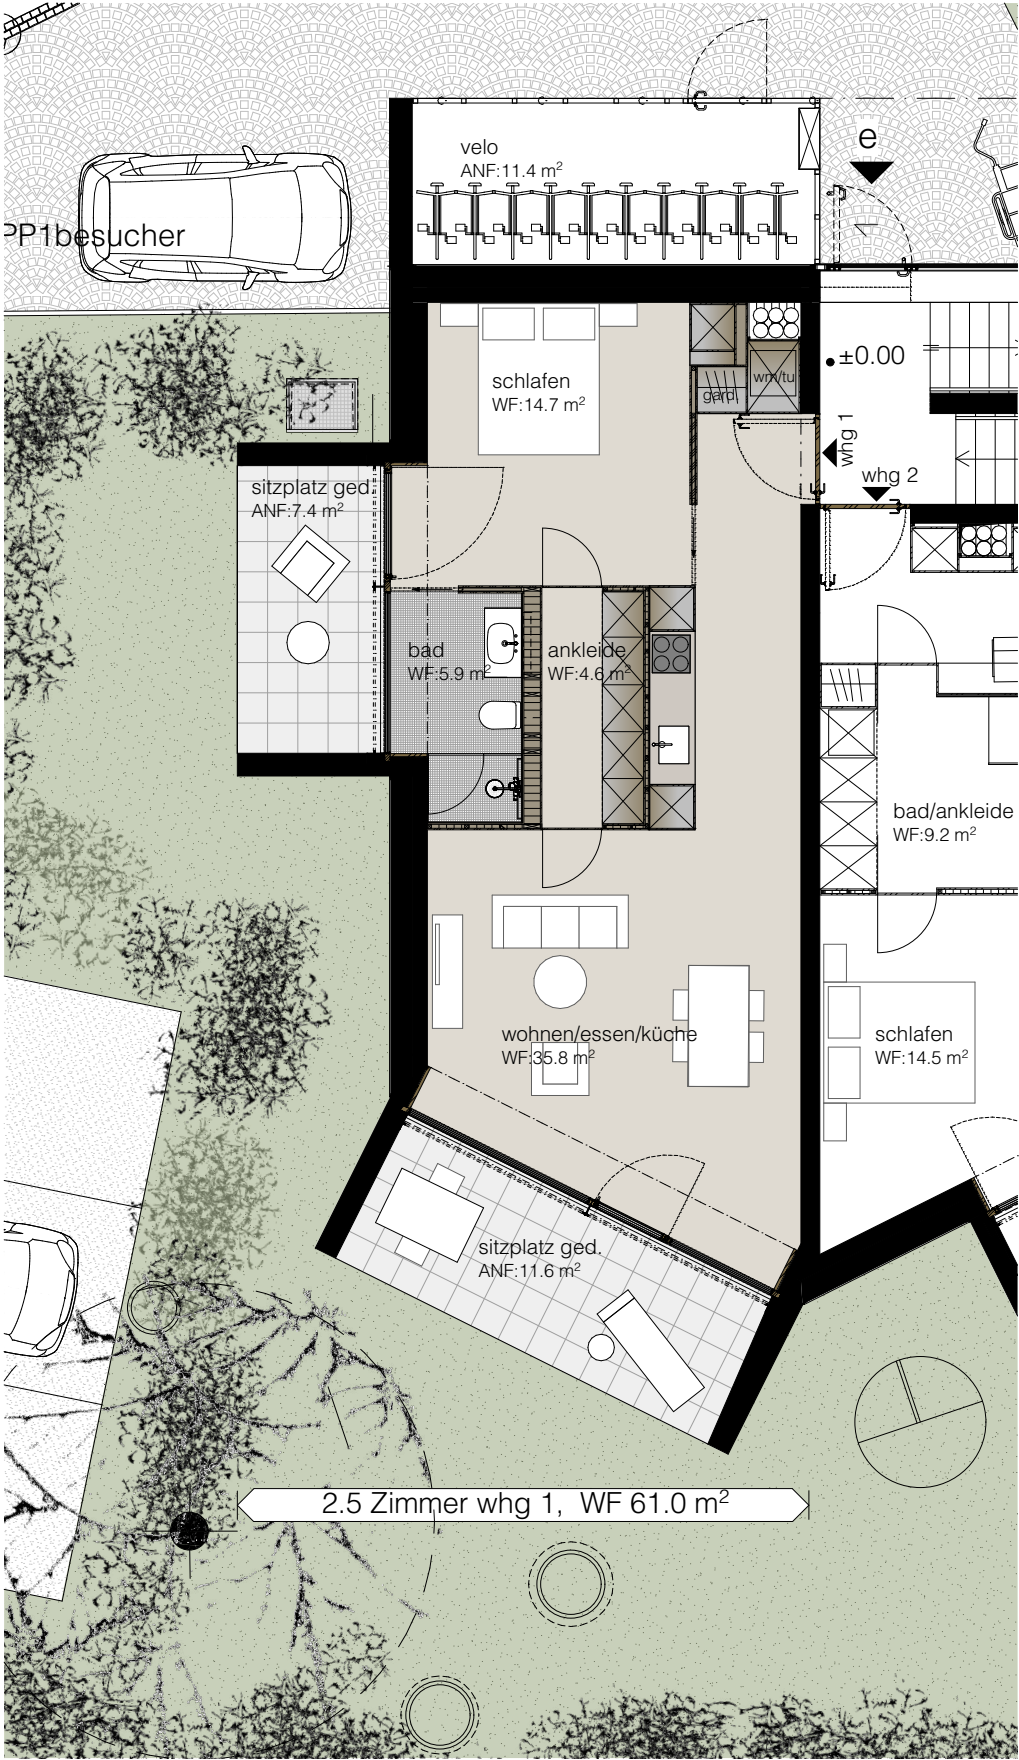 velo
ANF:11.4 m²
e
PP1besucher
±0.00
schlafen
WF:14.7 m²
wm/tu
gard.
whg 1
whg 2
sitzplatz ged.
ANF:7.4 m²
bad
WF:5.9 m²
ankleide
WF:4.6 m²
bad/ankleide
WF:9.2 m²
wohnen/essen/küche
WF:35.8 m²
schlafen
WF:14.5 m²
sitzplatz ged.
ANF:11.6 m²
2.5 Zimmer whg 1, WF 61.0 m²